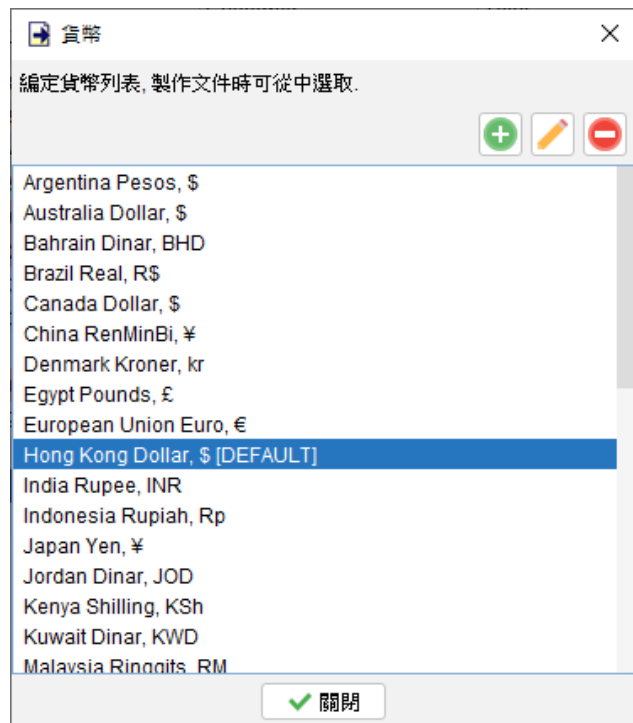 貨幣
編定貨幣列表, 製作文件時可從中選取.
Argentina Pesos, $
Australia Dollar, $
Bahrain Dinar, BHD
Brazil Real, R$
Canada Dollar, $
China RenMinBi, ¥
Denmark Kroner, kr
Egypt Pounds, £
European Union Euro, €
Hong Kong Dollar, $ [DEFAULT]
India Rupee, INR
Indonesia Rupiah, Rp
Japan Yen, ¥
Jordan Dinar, JOD
Kenya Shilling, KSh
Kuwait Dinar, KWD
Malaysia Ringgits, RM
關閉